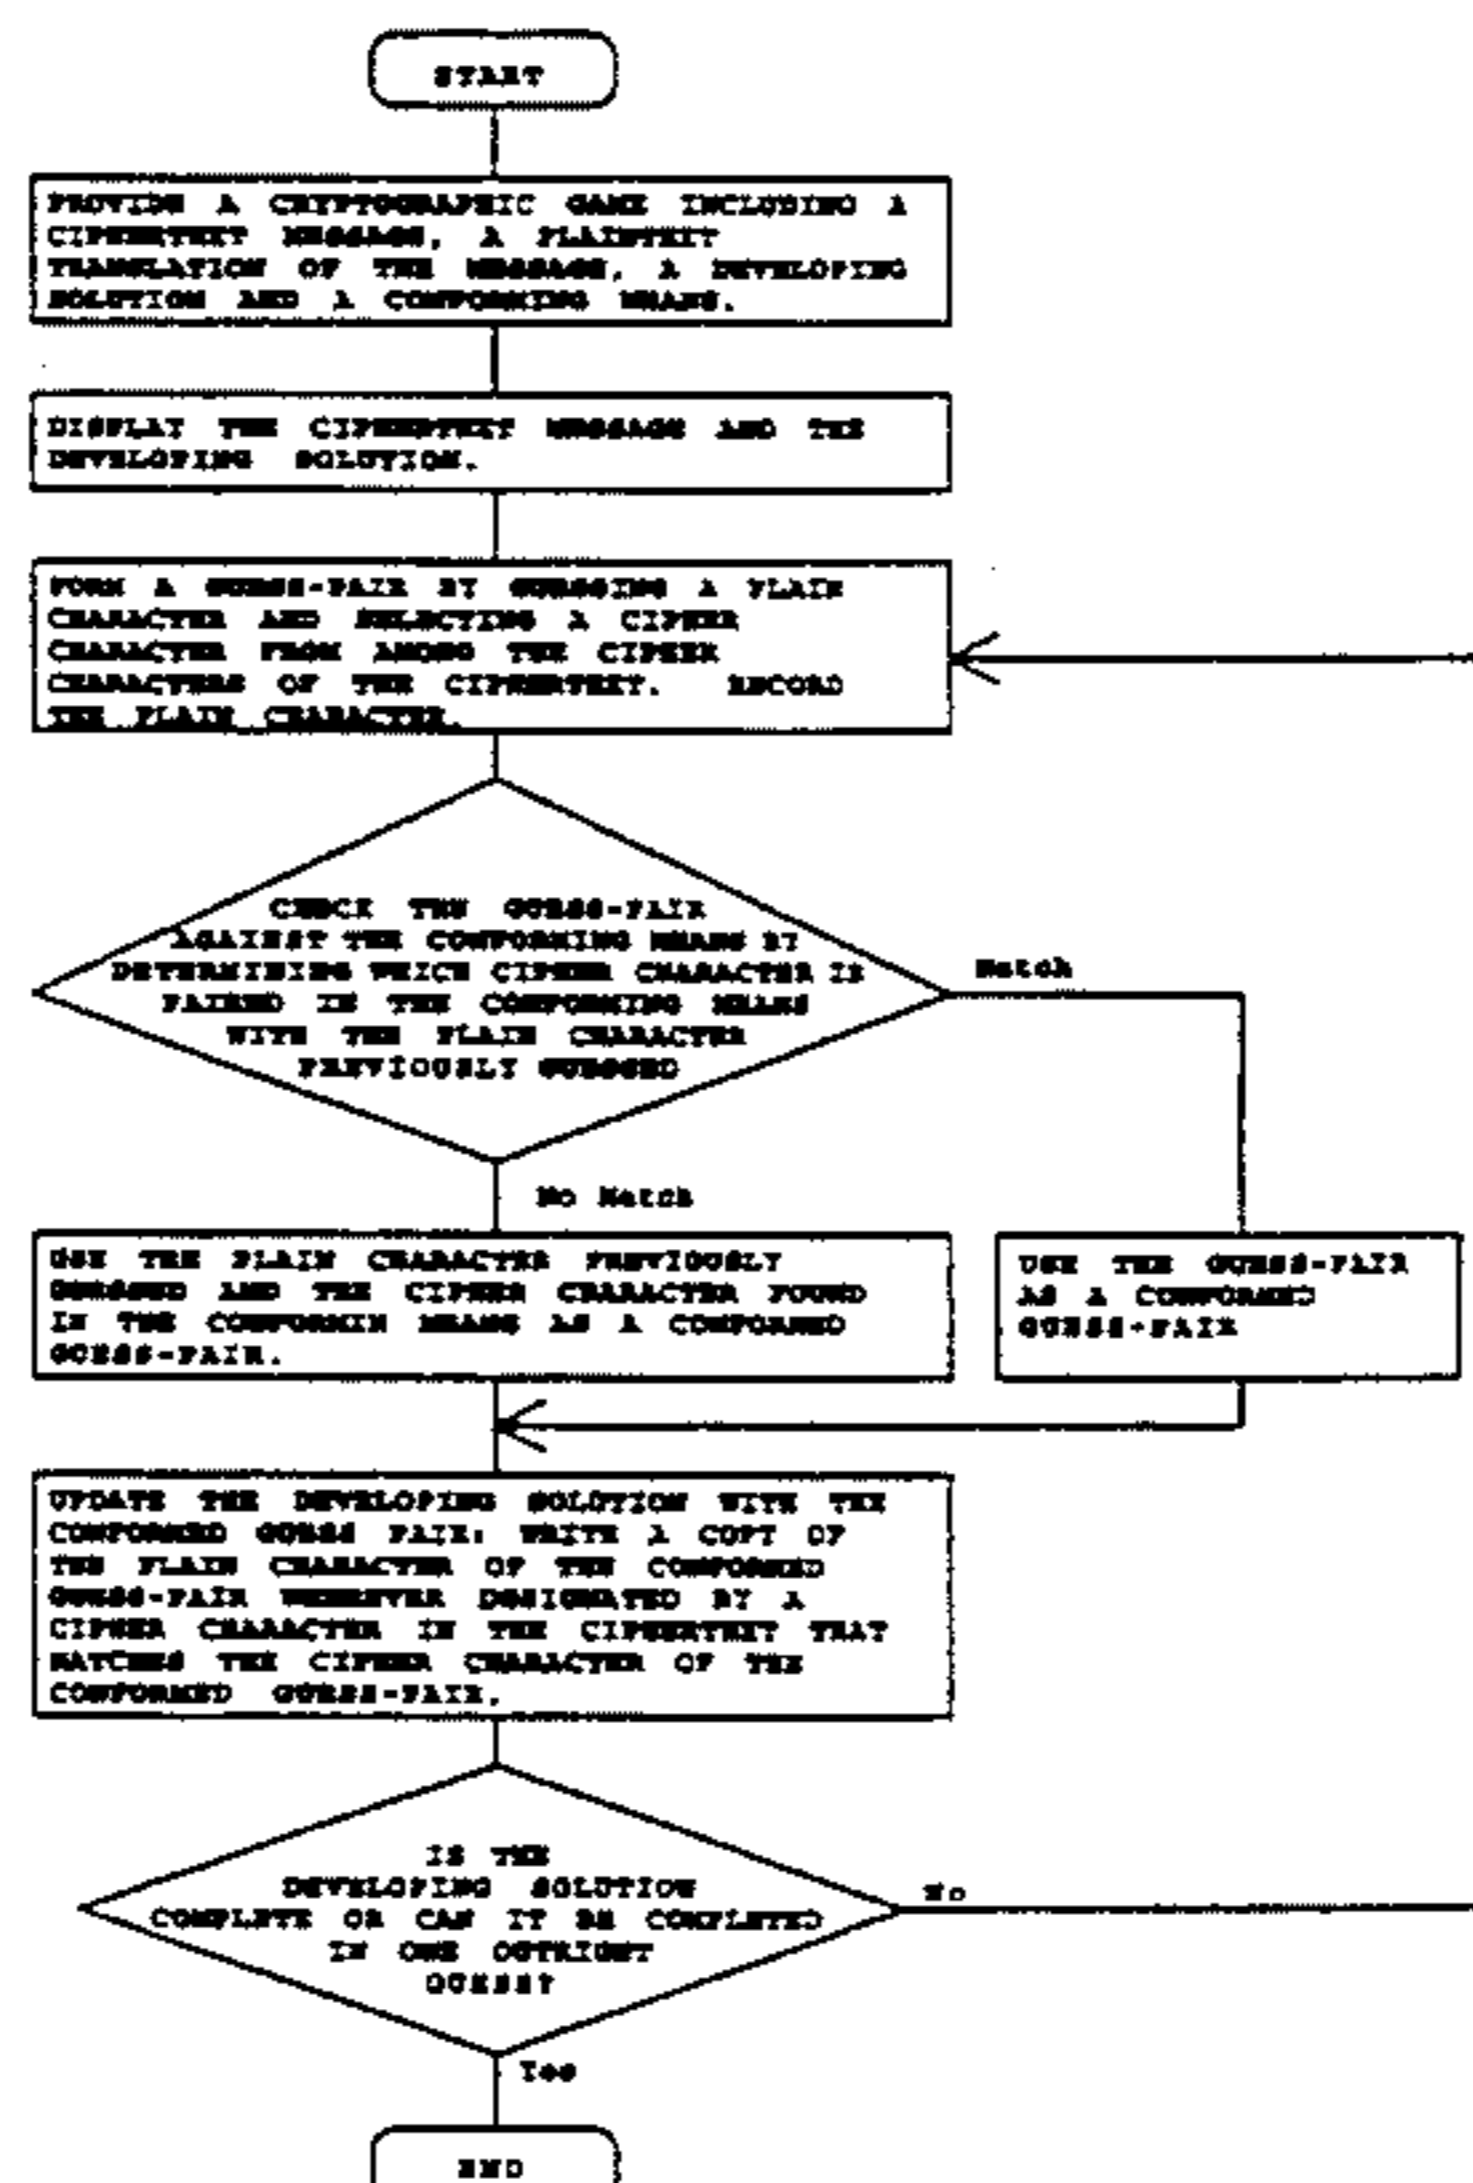 START
PROVIDE A CRYPTOGRAPHIC GAME INCLUDING A
CIPHERTEXT MESSAGE, A PLAINTEXT
TRANSLATION OF THE MESSAGE, A DEVELOPING
SOLUTION AND A CONFORMING MEANS.
DISPLAY THE CIPHERTEXT MESSAGE AND THE
DEVELOPING SOLUTION.
FORM A GUESS-PAIR BY GUESSING A PLAIN
CHARACTER AND SELECTING A CIPHER
CHARACTER FROM AMONG THE CIPHER
CHARACTERS OF THE CIPHERTEXT. RECORD
THE PLAIN CHARACTER.
CHECK THE GUESS-PAIR
AGAINST THE CONFORMING MEANS BY
DETERMINING WHICH CIPHER CHARACTER IS
PAIRED IN THE CONFORMING MEANS
WITH THE PLAIN CHARACTER
PREVIOUSLY GUESSED
Match
No Match
USE THE PLAIN CHARACTER PREVIOUSLY
GUESSED AND THE CIPHER CHARACTER FOUND
IN THE CONFORMIN MEANS AS A CONFORMED
GUESS-PAIR.
USE THE GUESS-PAIR
AS A CONFORMED
GUESS-PAIR
UPDATE THE DEVELOPING SOLUTION WITH THE
CONFORMED GUESS PAIR: WRITE A COPY OF
THE PLAIN CHARACTER OF THE CONFORMED
GUESS-PAIR WHEREVER DESIGNATED BY A
CIPHER CHARACTER IN THE CIPHERTEXT THAT
MATCHES THE CIPHER CHARACTER OF THE
CONFORMED GUESS-PAIR.
IS THE
DEVELOPING SOLUTION
COMPLETE OR CAN IT BE COMPLETED
IN ONE OUTRIGHT
GUESS?
No
Yes
END